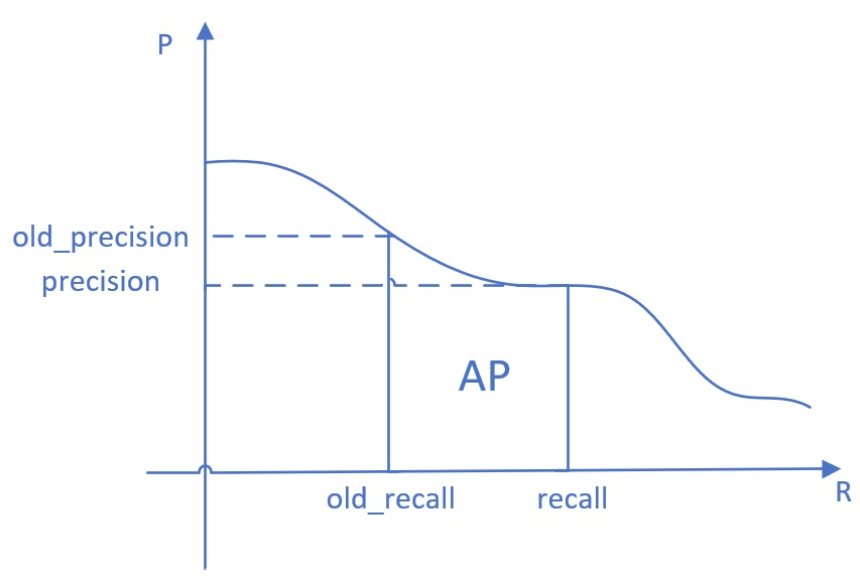 P
old_precision
precision
AP
old_recall
recall
R